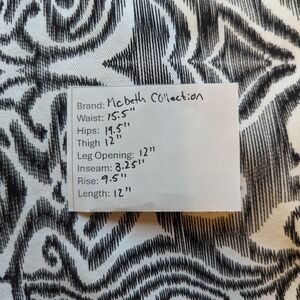 Brand: Mcbeth Collection
Waist: 15.5"
Hips: 19.5"
Thigh 12"
Leg Opening: 12"
Inseam: 3.25"
Rise: 9.5"
Length: 12"